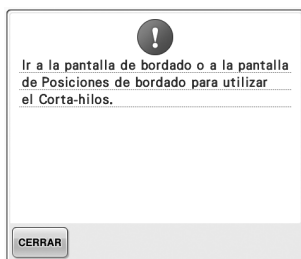 Ir a la pantalla de bordado o a la pantalla
de Posiciones de bordado para utilizar
el Corta-hilos.
CERRAR